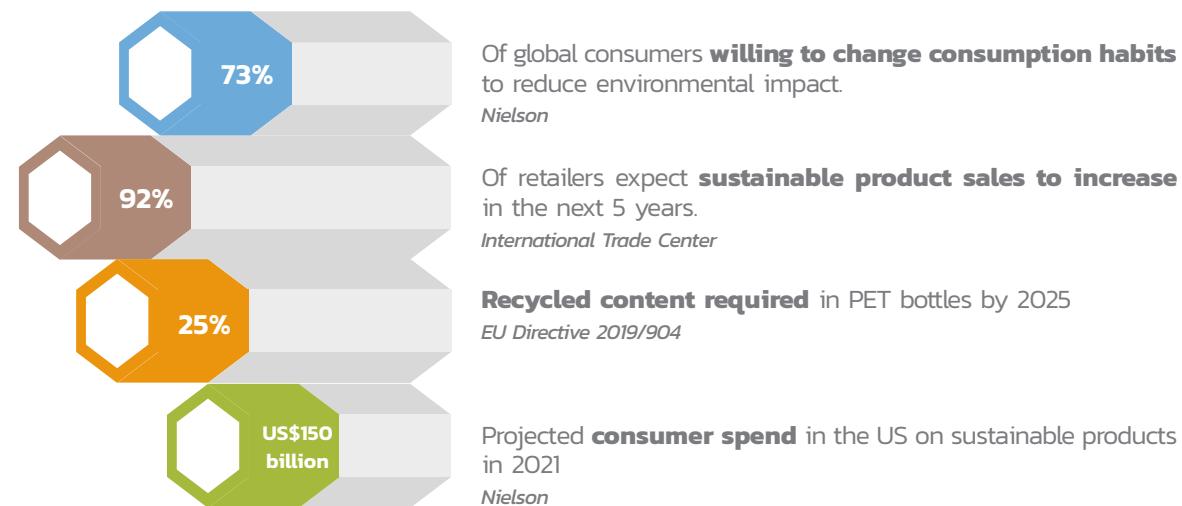 73%
Of global consumers willing to change consumption habits
to reduce environmental impact.
Nielson
92%
Of retailers expect sustainable product sales to increase
in the next 5 years.
International Trade Center
25%
Recycled content required in PET bottles by 2025
EU Directive 2019/904
US$150
billion
Projected consumer spend in the US on sustainable products
in 2021
Nielson